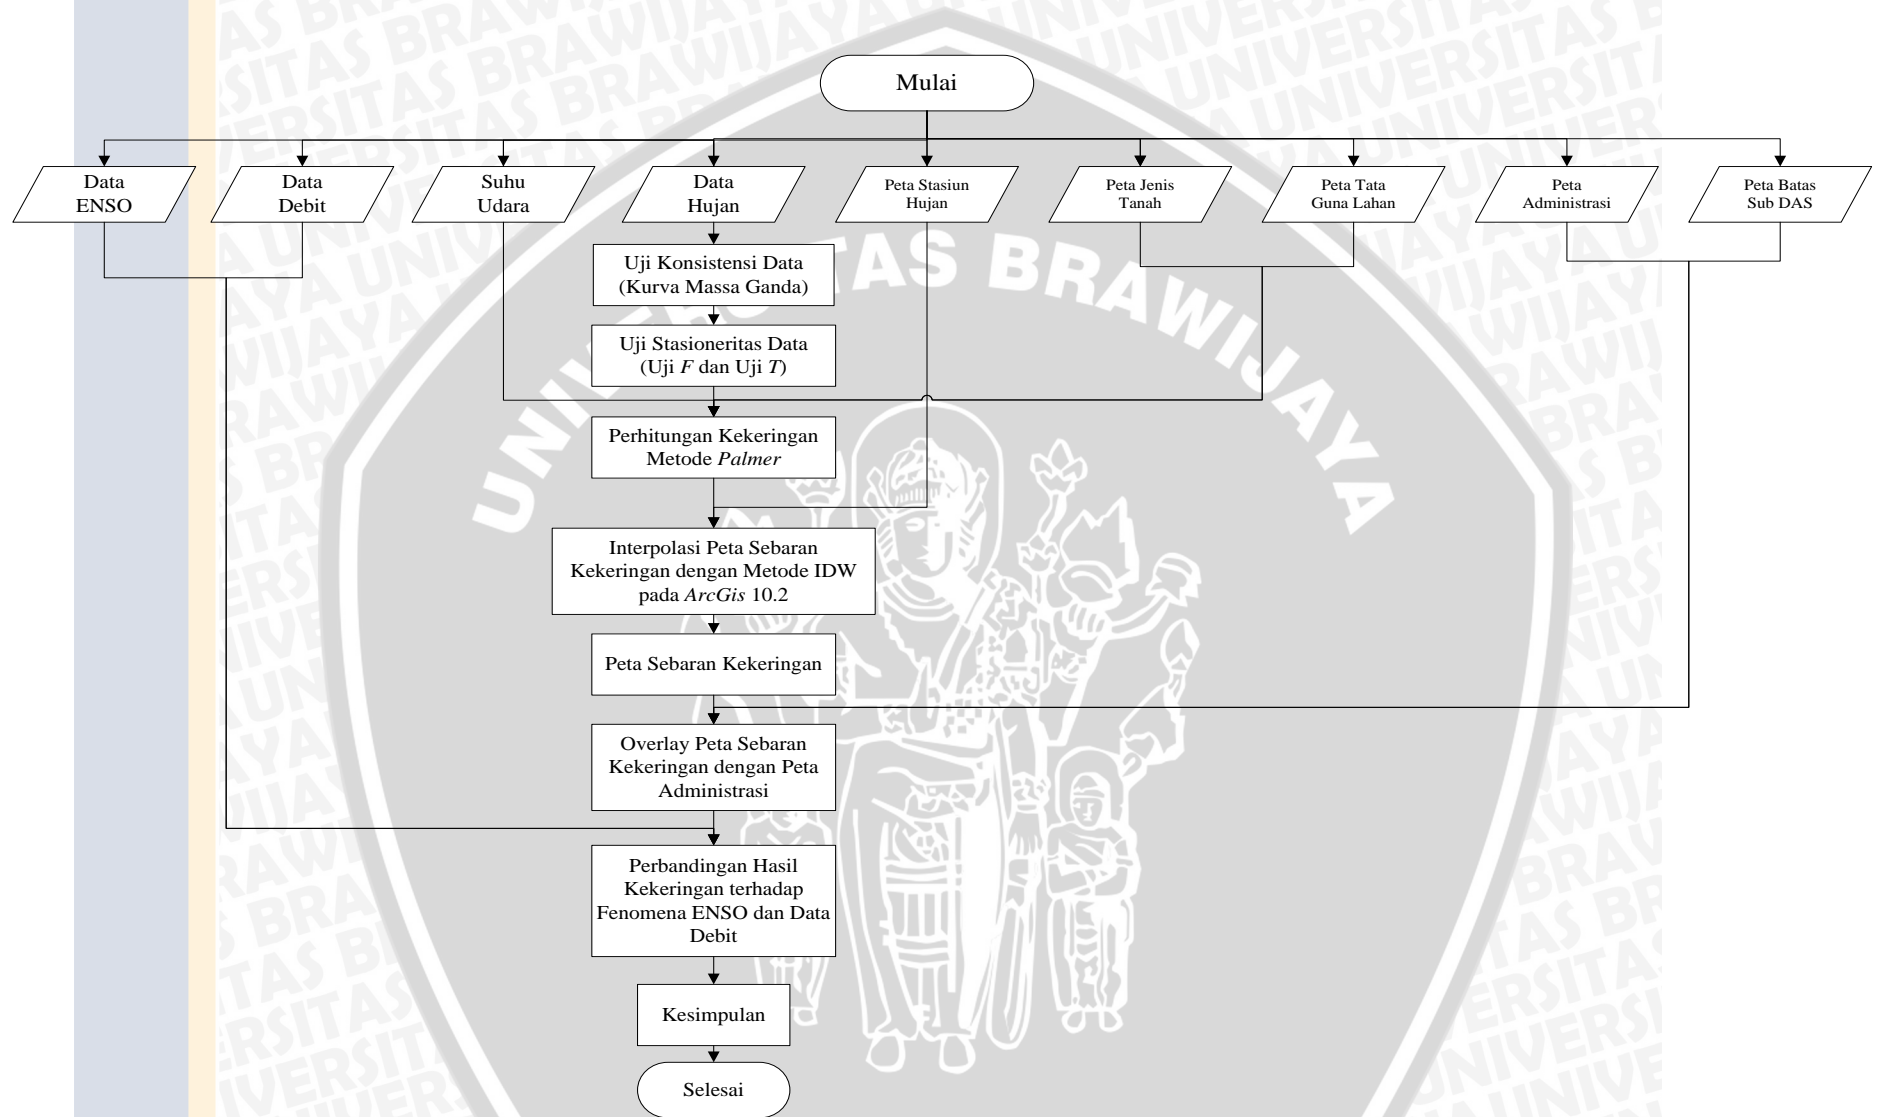 Mulai
Data
ENSO
Data
Debit
Suhu
Udara
Data
Hujan
Peta Stasiun
Hujan
Peta Jenis
Tanah
Peta Tata
Guna Lahan
Peta
Administrasi
Peta Batas
Sub DAS
Uji Konsistensi Data
(Kurva Massa Ganda)
Uji Stasioneritas Data
(Uji F dan Uji T)
Perhitungan Kekeringan
Metode Palmer
Interpolasi Peta Sebaran
Kekeringan dengan Metode IDW
pada ArcGis 10.2
Peta Sebaran Kekeringan
Overlay Peta Sebaran
Kekeringan dengan Peta
Administrasi
Perbandingan Hasil
Kekeringan terhadap
Fenomena ENSO dan Data
Debit
Kesimpulan
Selesai
UNIVERSITAS BRAWIJAYA